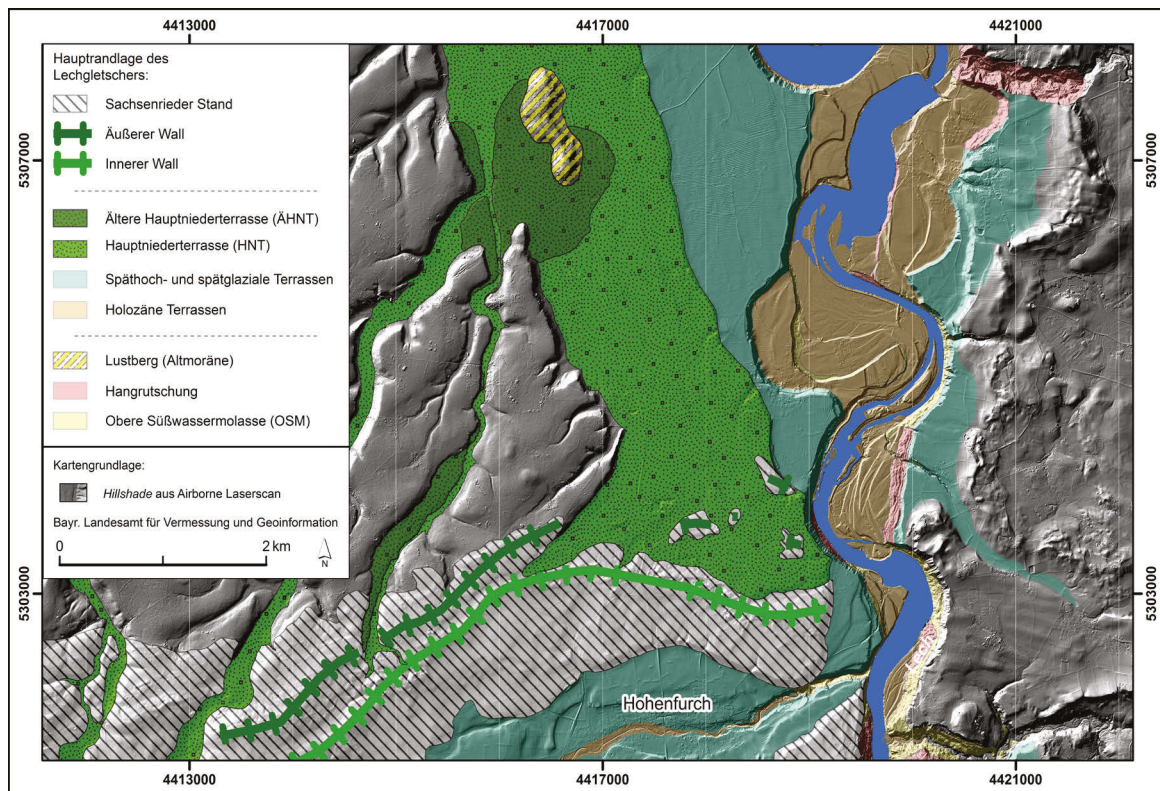 4413000
4417000
4421000
5307000
5307000
5303000
5303000
Hauptrandlage des
Lechgletschers:
Sachsenrieder Stand
Äußerer Wall
Innerer Wall
Ältere Hauptniederterrasse (ÄHNT)
Hauptniederterrasse (HNT)
Späthoch- und spätglaziale Terrassen
Holozäne Terrassen
Lustberg (Altmoräne)
Hangrutschung
Obere Süßwassermolasse (OSM)
Kartengrundlage:
Hillshade aus Airborne Laserscan
Bayr. Landesamt für Vermessung und Geoinformation
0
2 km
N
Hohenfurch
4413000
4417000
4421000